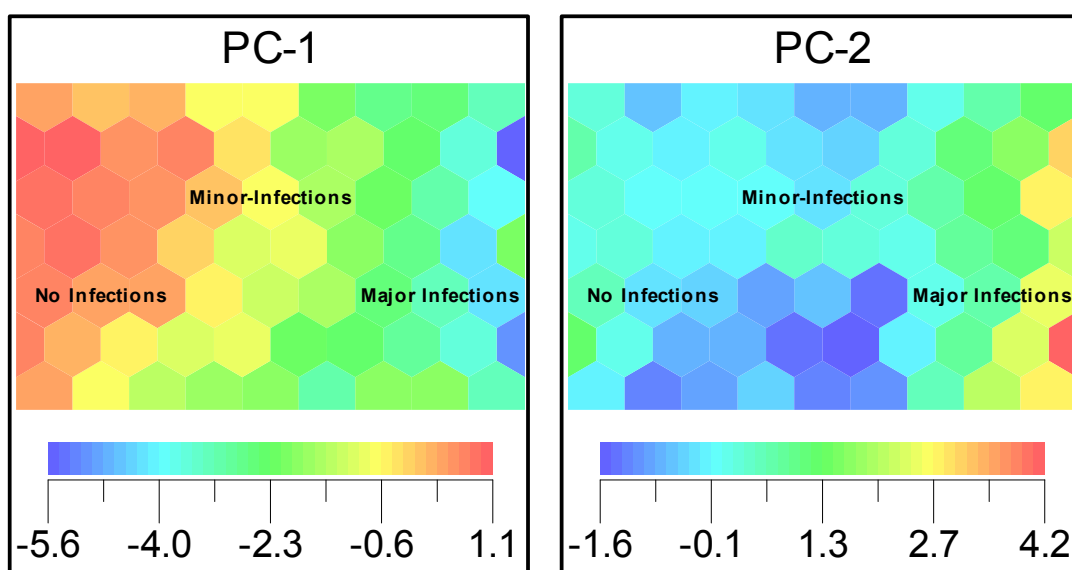 PC-1
Minor-Infections
No Infections
Major Infections
-5.6 -4.0 -2.3 -0.6 1.1
PC-2
Minor-Infections
No Infections
Major Infections
-1.6 -0.1 1.3 2.7 4.2